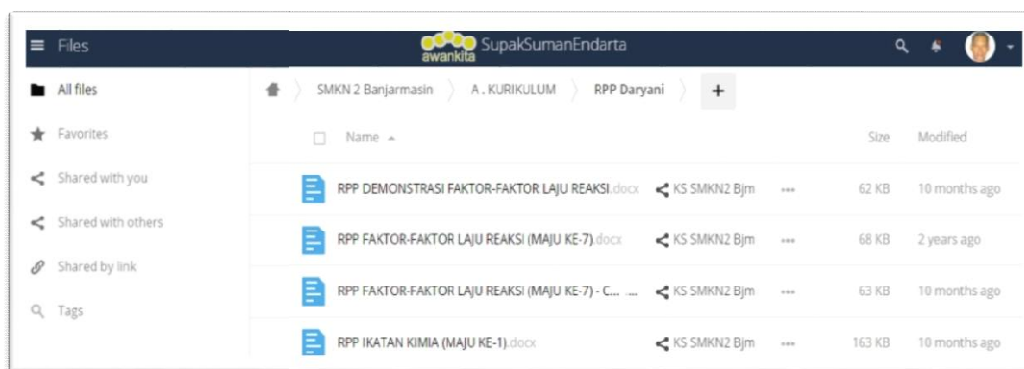 Files
awankita
SupakSumanEndarta
All files
Favorites
Shared with you
Shared with others
Shared by link
Tags
SMKN 2 Banjarmasin A . KURIKULUM RPP Daryani +
Name Size Modified
RPP DEMONSTRASI FAKTOR-FAKTOR LAJU REAKSI.docx KS SMKN2 Bjm ... 62 KB 10 months ago
RPP FAKTOR-FAKTOR LAJU REAKSI (MAJU KE-7).docx KS SMKN2 Bjm ... 68 KB 2 years ago
RPP FAKTOR-FAKTOR LAJU REAKSI (MAJU KE-7) - C... ... KS SMKN2 Bjm ... 63 KB 10 months ago
RPP IKATAN KIMIA (MAJU KE-1).docx KS SMKN2 Bjm ... 163 KB 10 months ago